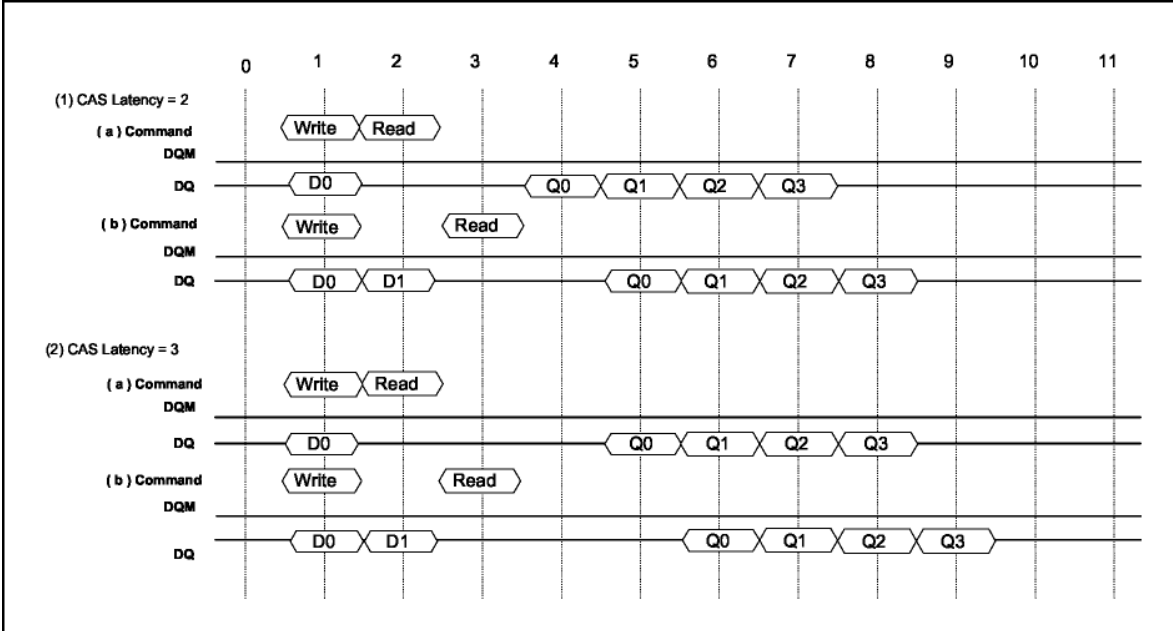 0 1 2 3 4 5 6 7 8 9 10 11
(1) CAS Latency = 2
( a ) Command Write Read
DQM
DQ D0 Q0 Q1 Q2 Q3
( b ) Command Write Read
DQM
DQ D0 D1 Q0 Q1 Q2 Q3
(2) CAS Latency = 3
( a ) Command Write Read
DQM
DQ D0 Q0 Q1 Q2 Q3
( b ) Command Write Read
DQM
DQ D0 D1 Q0 Q1 Q2 Q3